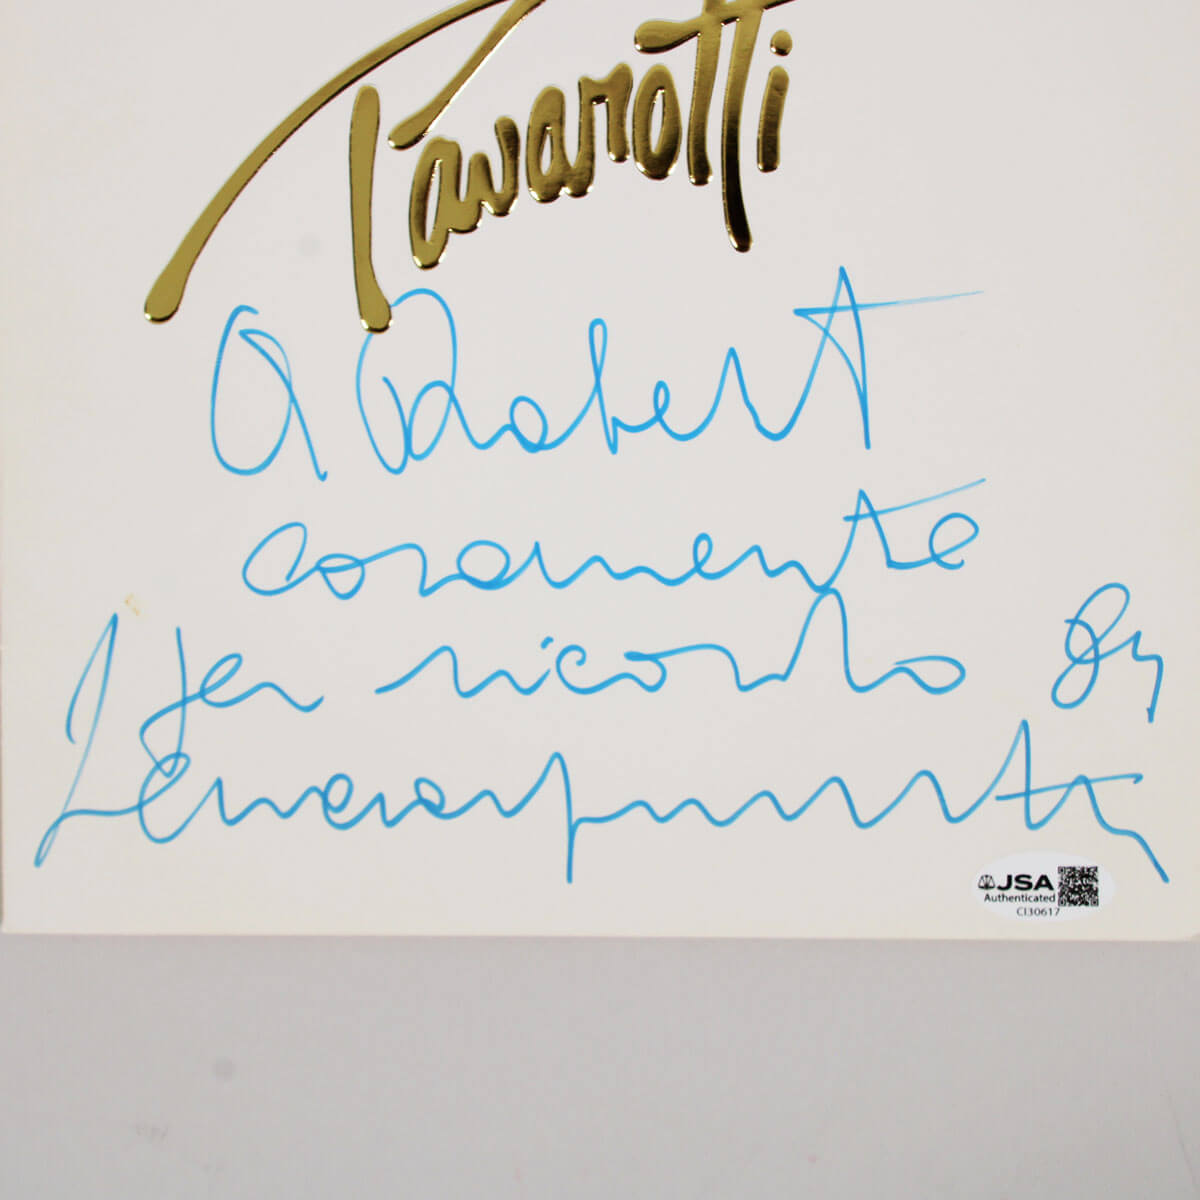 Pavarotti
A Robert
caramente
per ricordo 84
Luciano Pavarotti
JSA
Authenticated
CI30617